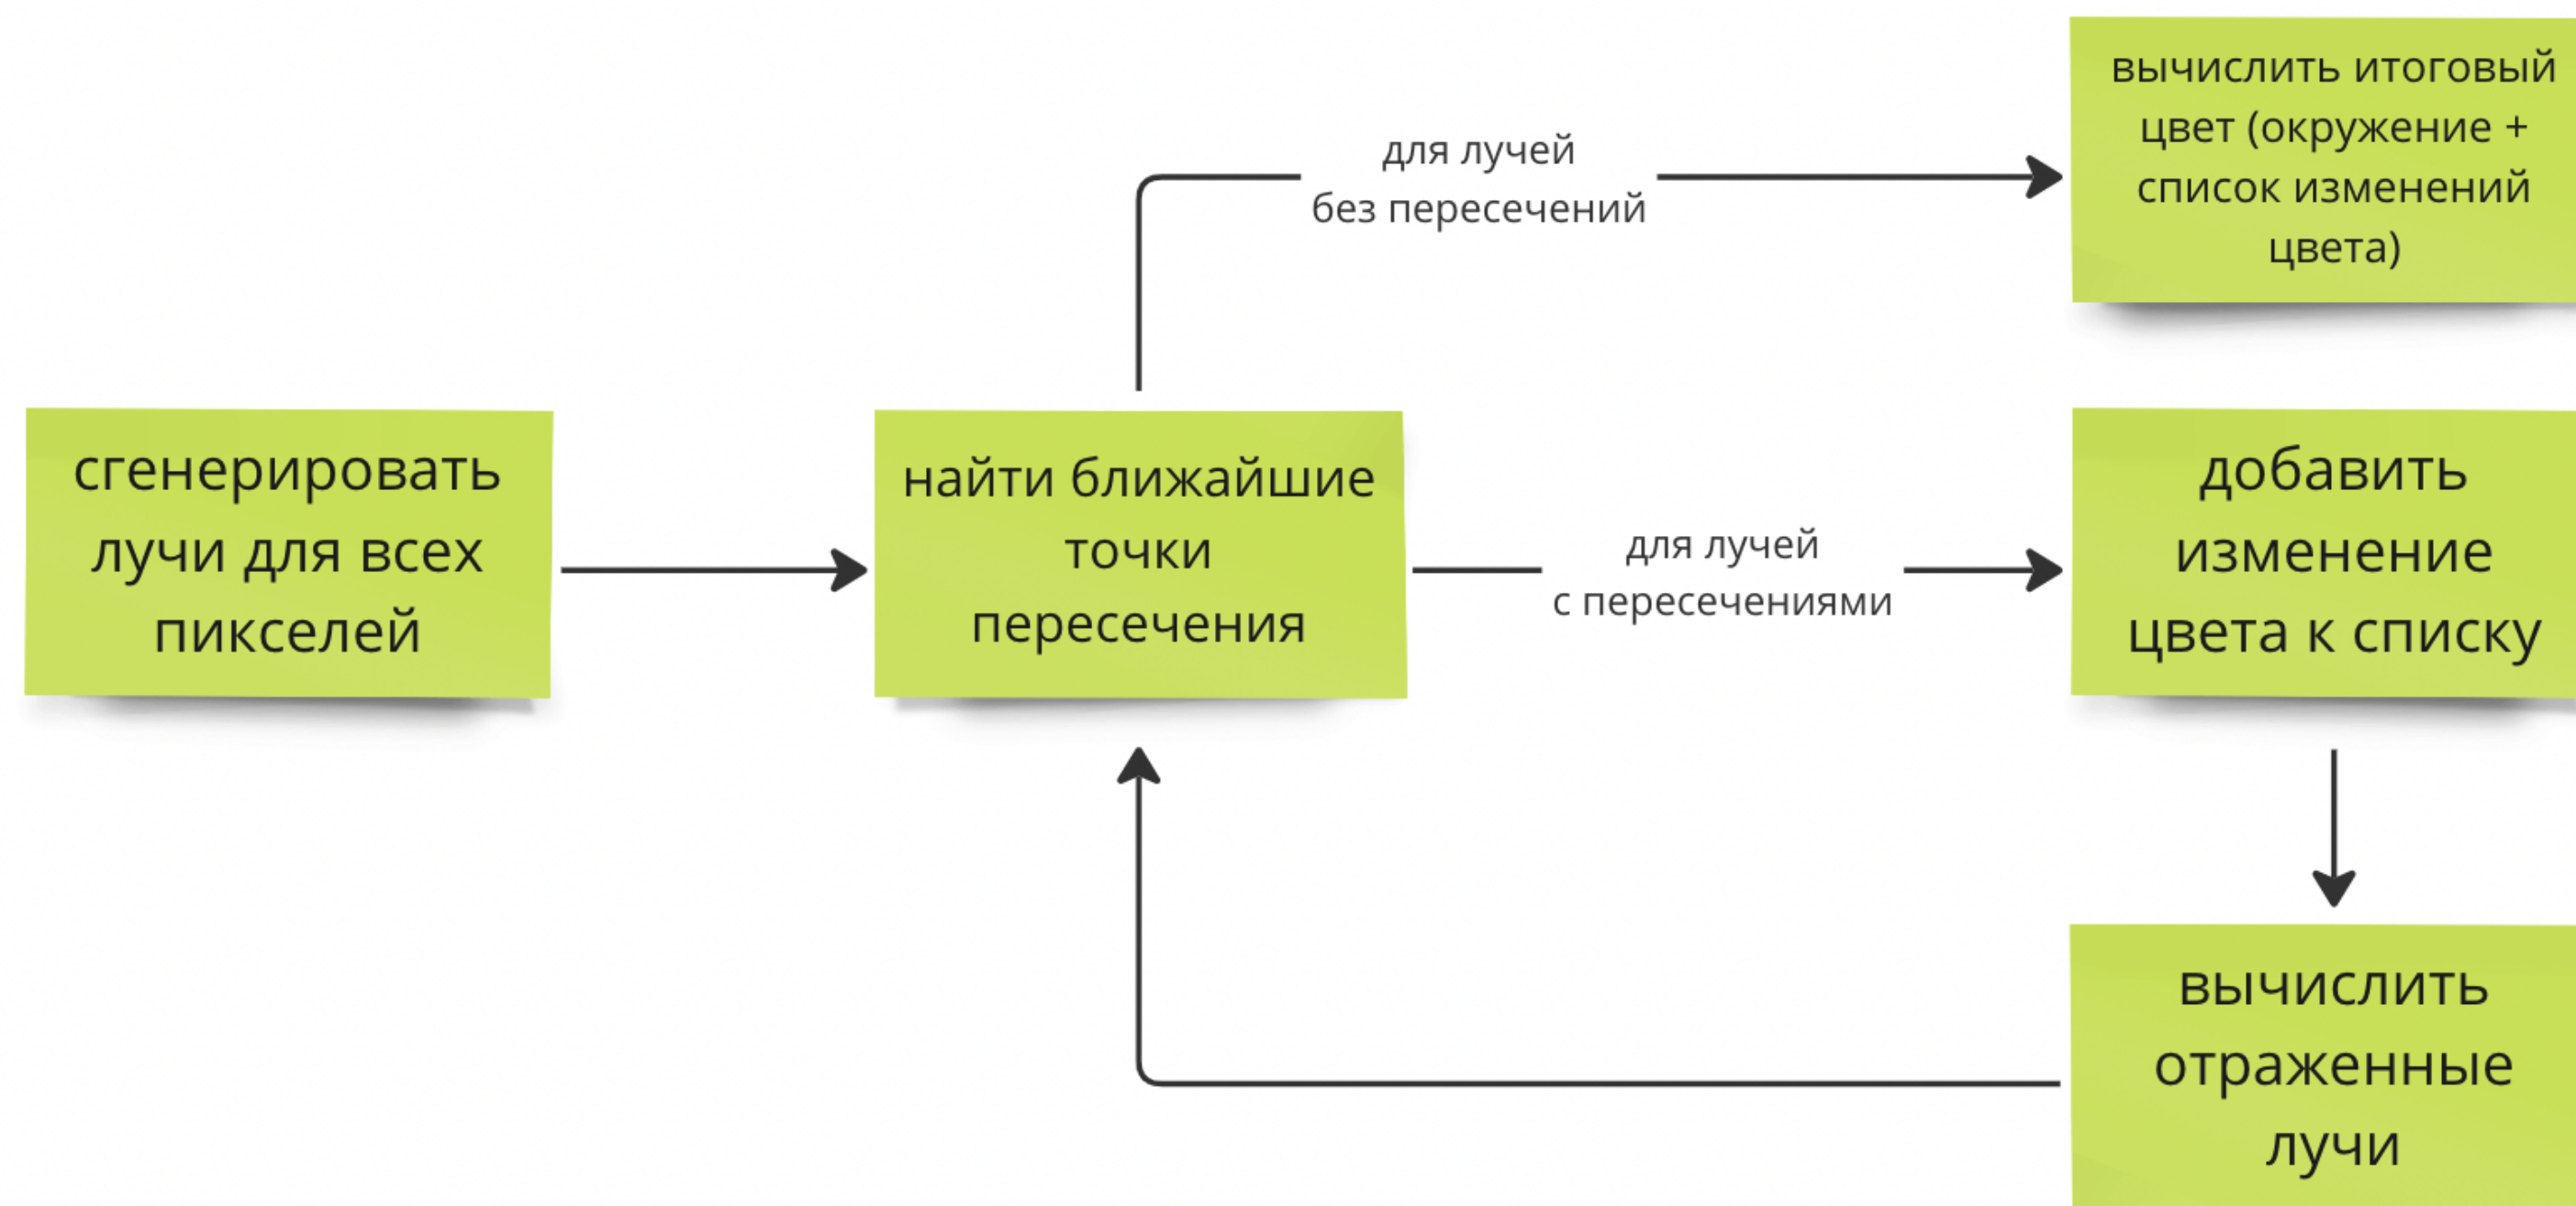 вычислить итоговый
цвет (окружение +
список изменений
цвета)
для лучей
без пересечений
сгенерировать
лучи для всех
пикселей
найти ближайшие
точки
пересечения
для лучей
с пересечениями
добавить
изменение
цвета к списку
вычислить
отраженные
лучи